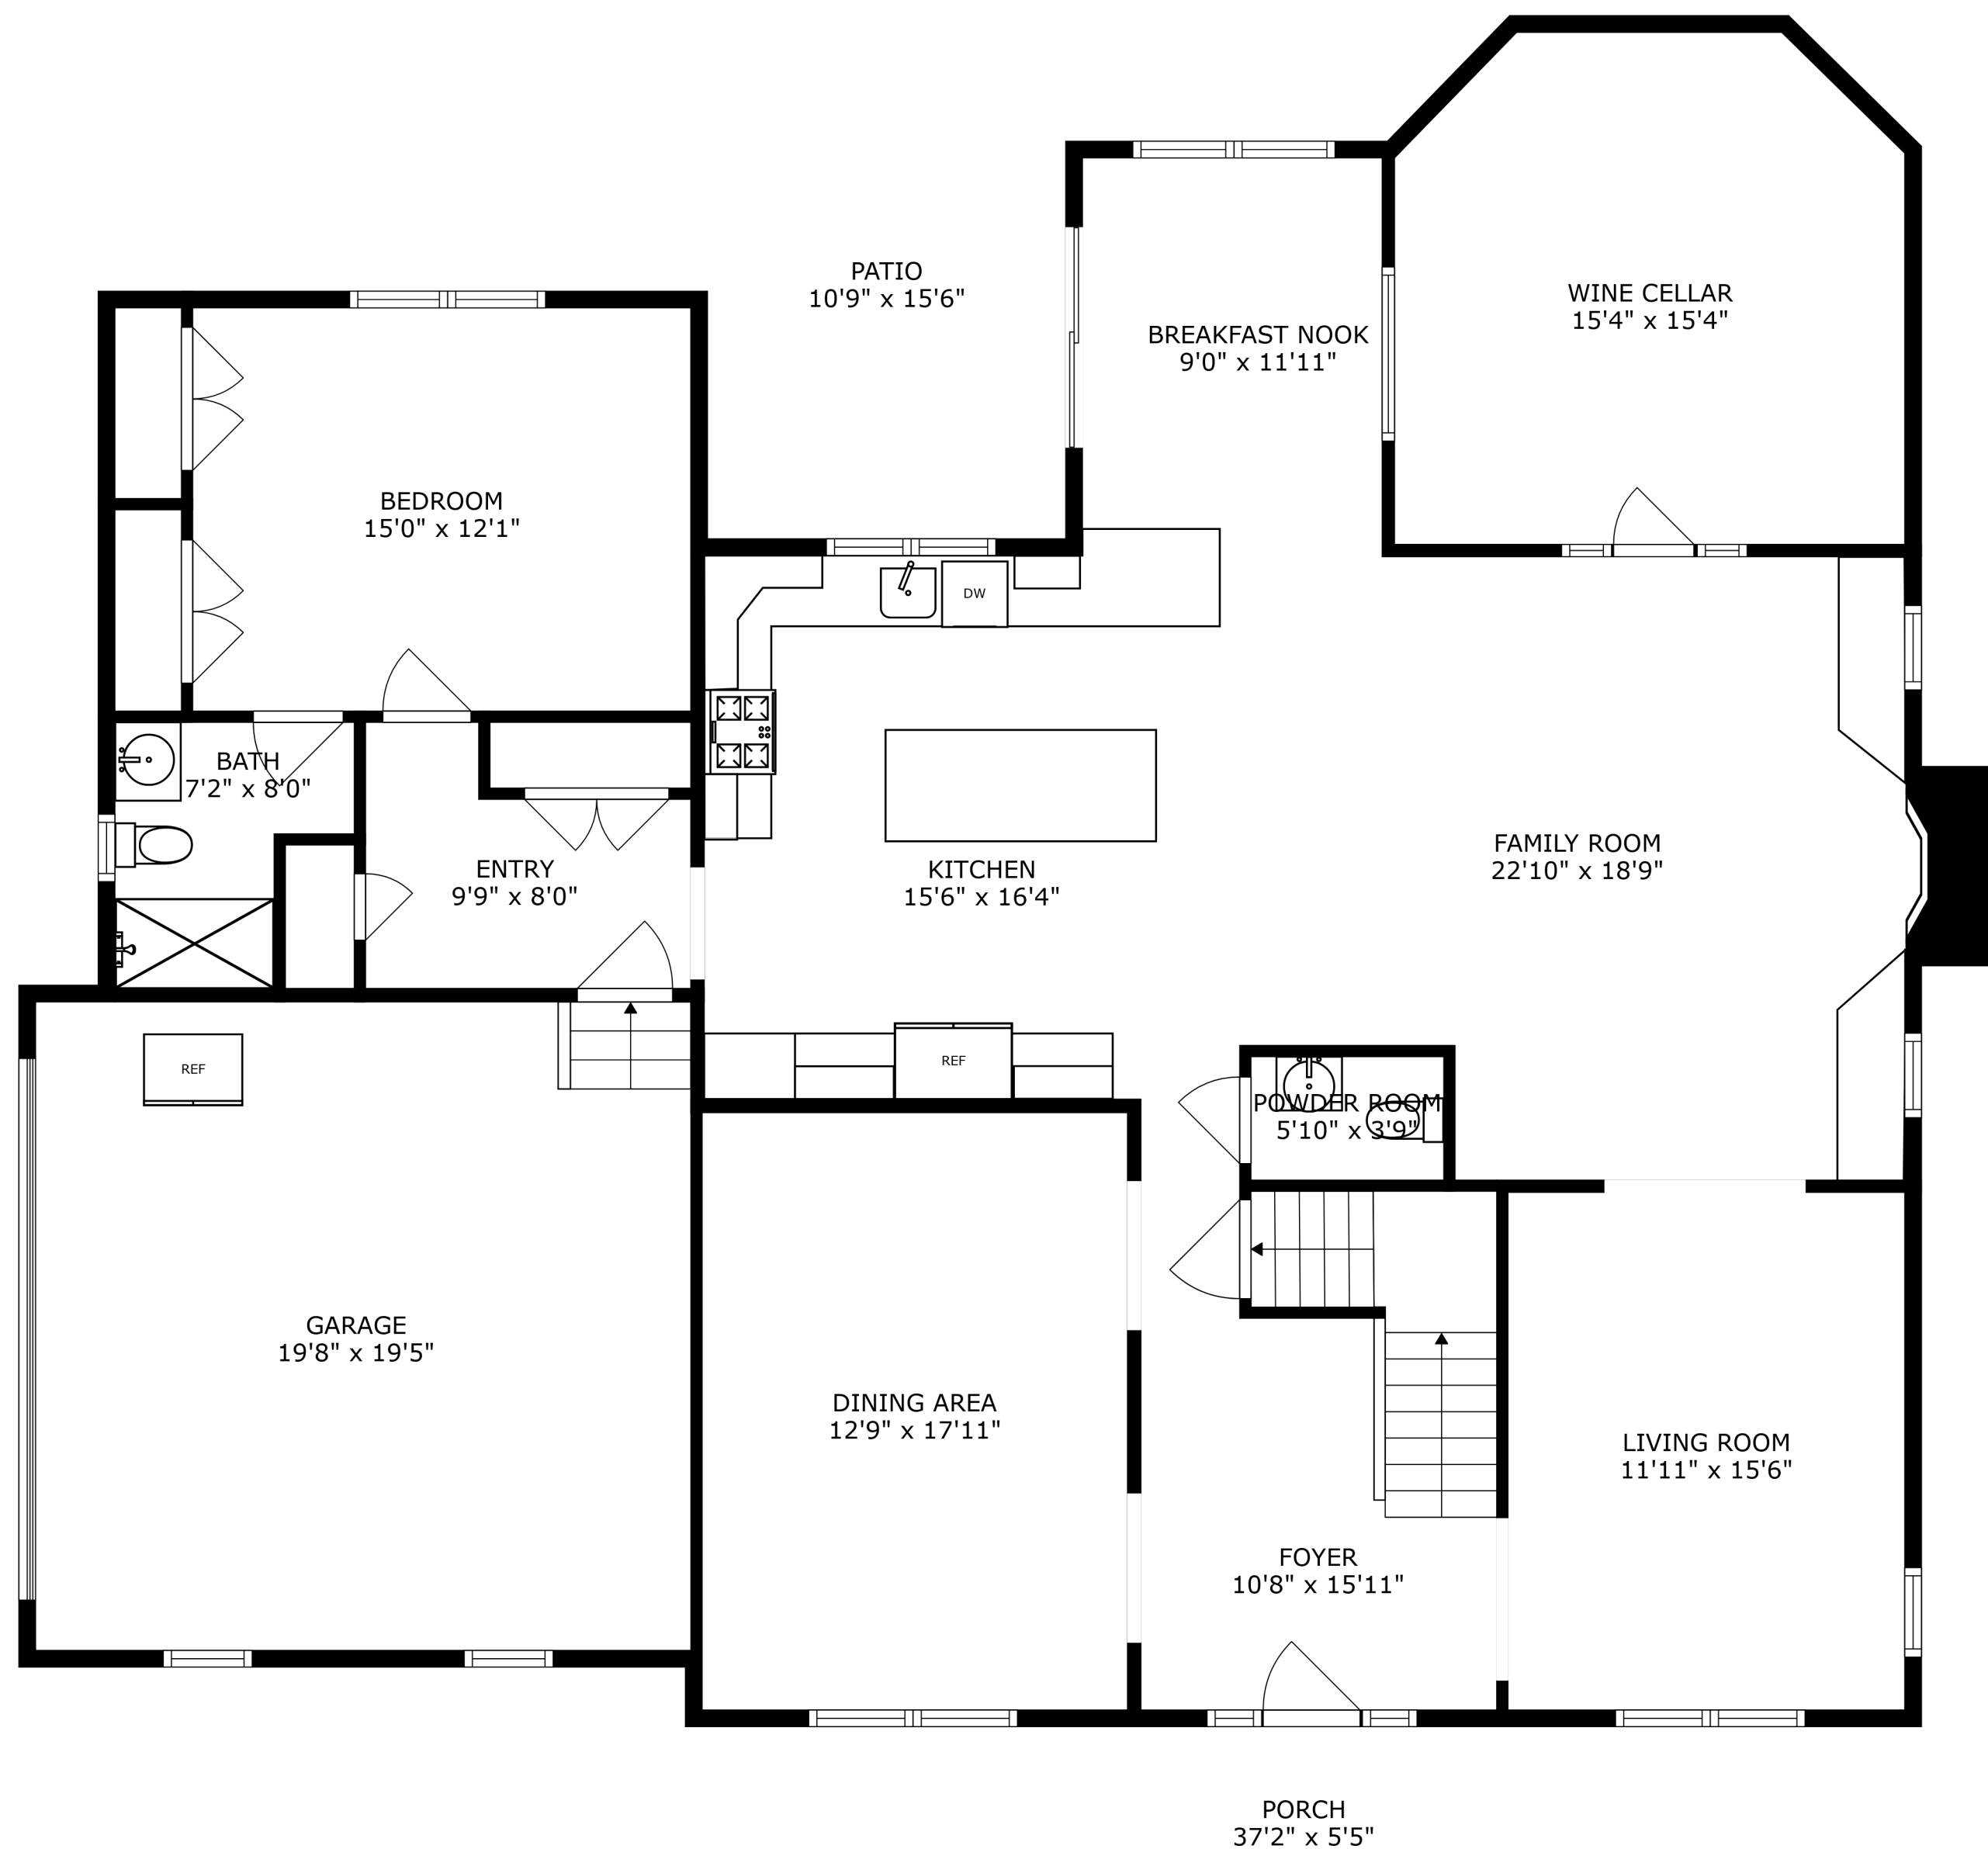 PATIO
10'9" x 15'6"
WINE CELLAR
15'4" x 15'4"
BREAKFAST NOOK
9'0" x 11'11"
BEDROOM
15'0" x 12'1"
DW
BATH
7'2" x 8'0"
ENTRY
9'9" x 8'0"
KITCHEN
15'6" x 16'4"
FAMILY ROOM
22'10" x 18'9"
REF
REF
POWDER ROOM
5'10" x 3'9"
GARAGE
19'8" x 19'5"
DINING AREA
12'9" x 17'11"
LIVING ROOM
11'11" x 15'6"
FOYER
10'8" x 15'11"
PORCH
37'2" x 5'5"